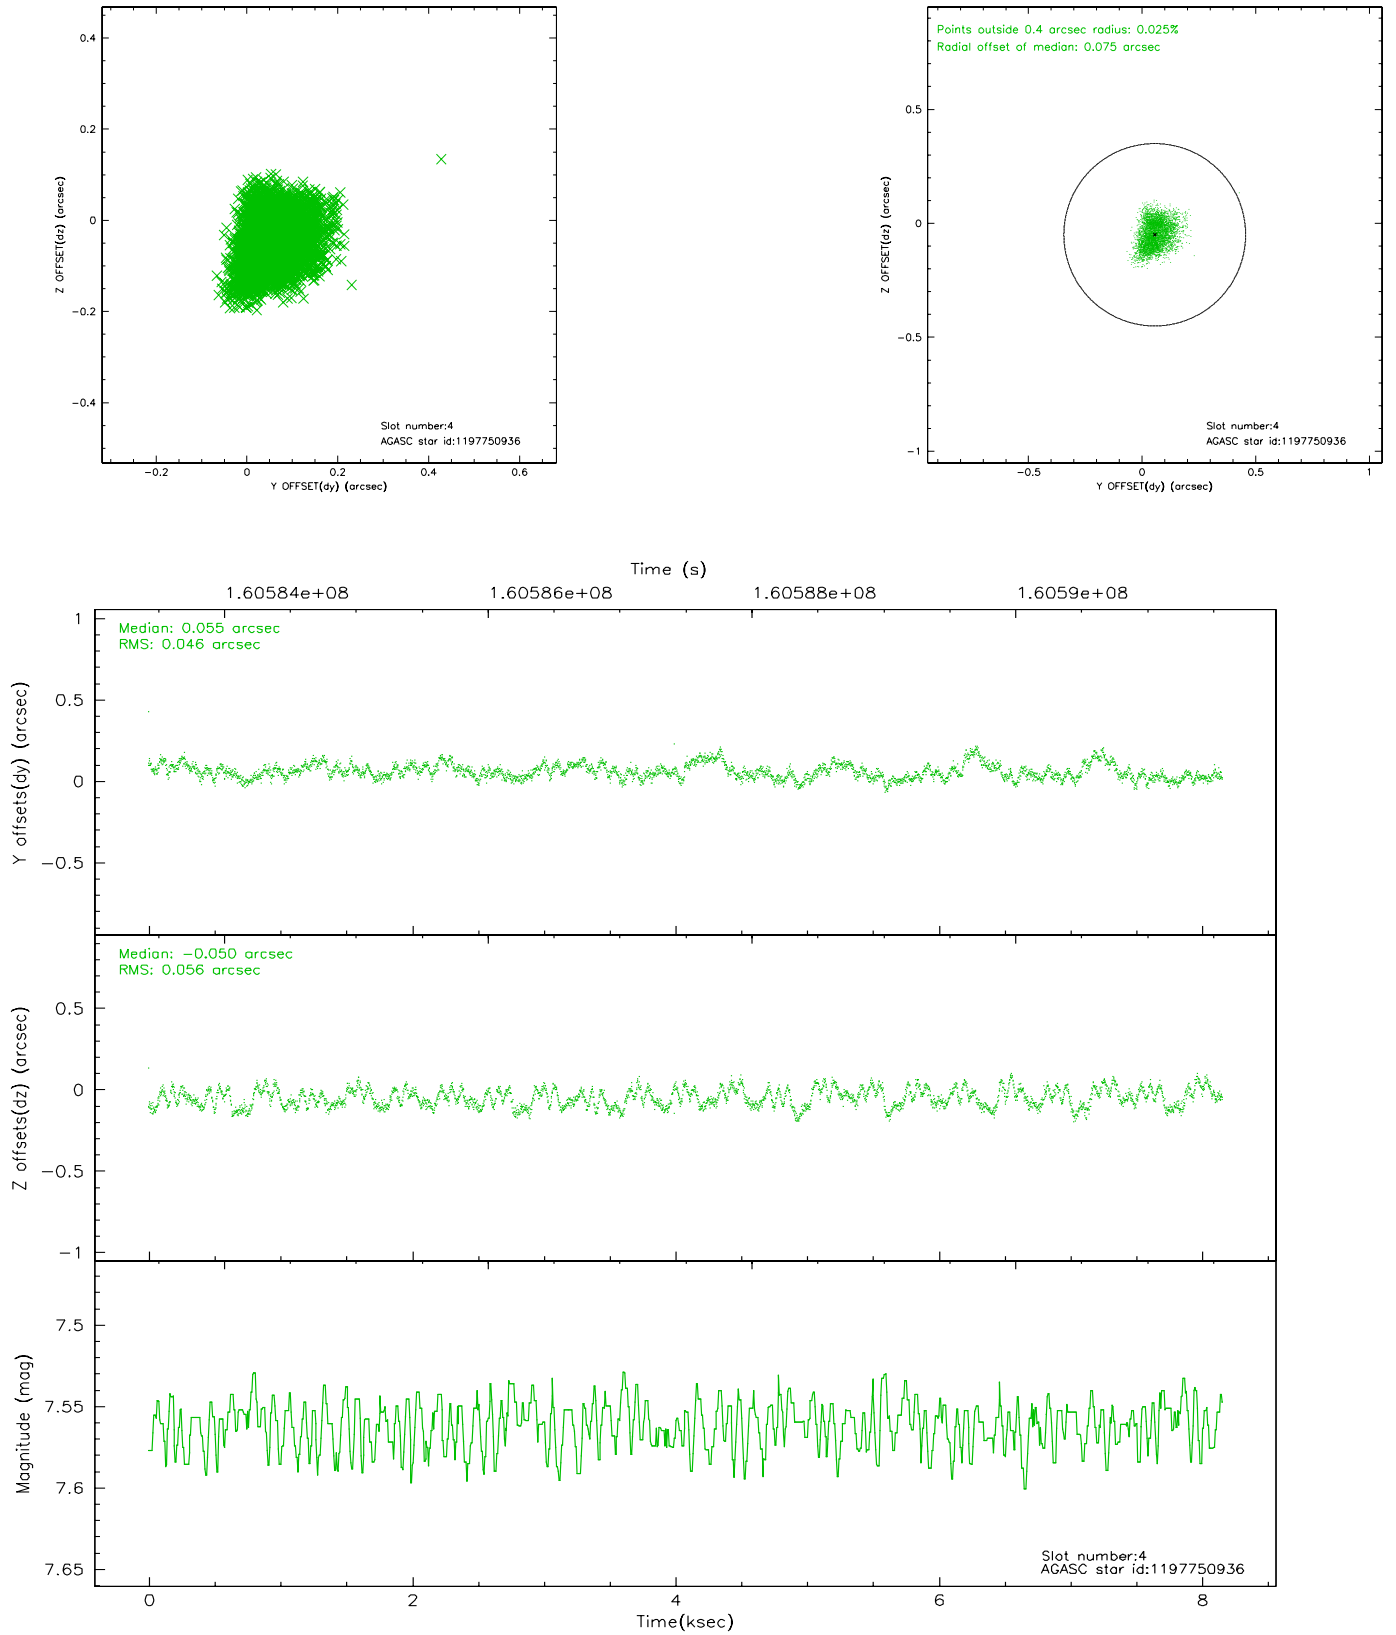 0.4
0.2
0
−0.2
−0.4
Z OFFSET(dz) (arcsec)
Slot number:4
AGASC star id:1197750936
−0.2 0 0.2 0.4 0.6
Y OFFSET(dy) (arcsec)
Points outside 0.4 arcsec radius: 0.025%
Radial offset of median: 0.075 arcsec
0.5
0
−0.5
−1
Z OFFSET(dz) (arcsec)
Slot number:4
AGASC star id:1197750936
−0.5 0 0.5 1
Y OFFSET(dy) (arcsec)
Time (s)
1.60584e+08 1.60586e+08 1.60588e+08 1.6059e+08
Median: 0.055 arcsec
RMS: 0.046 arcsec
1
0.5
0
−0.5
Y offsets(dy) (arcsec)
Median: −0.050 arcsec
RMS: 0.056 arcsec
0.5
0
−0.5
−1
Z offsets(dz) (arcsec)
7.5
7.55
7.6
7.65
Magnitude (mag)
Slot number:4
AGASC star id:1197750936
0 2 4 6 8
Time(ksec)